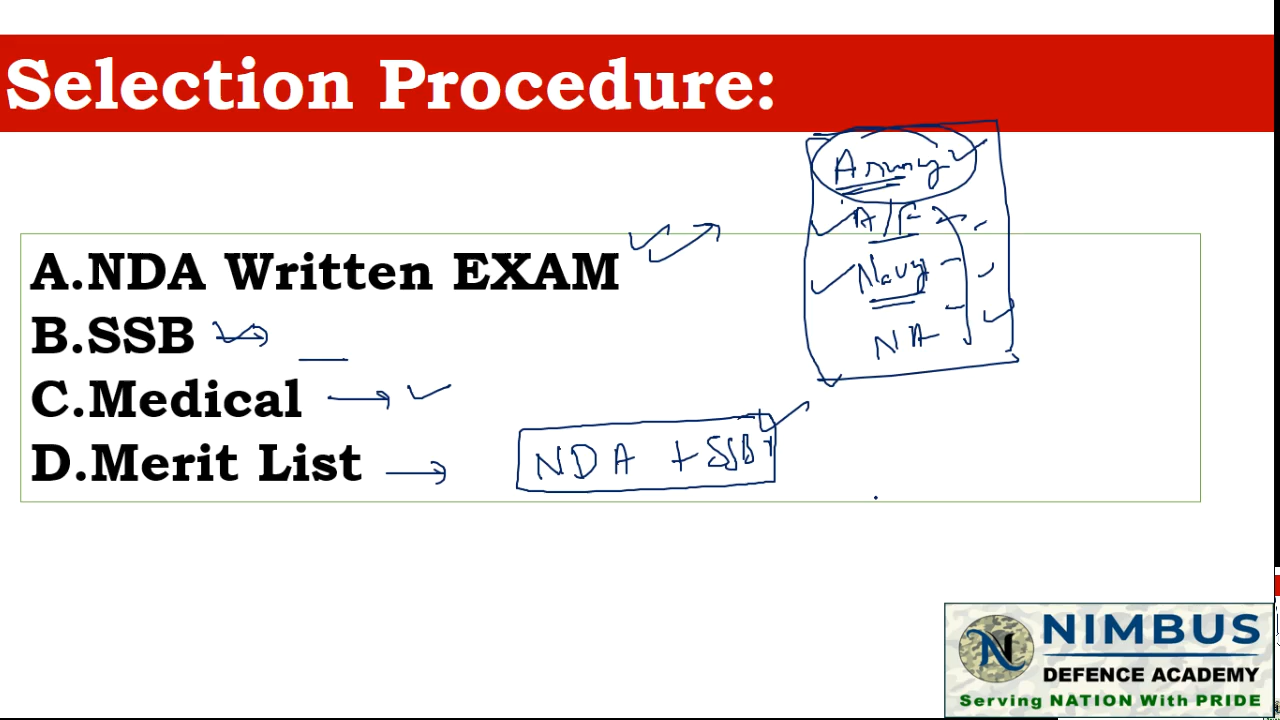 Selection Procedure:
Army
A/F
A.NDA Written EXAM
Navy
B.SSB
NA
C.Medical
D.Merit List
NDA + SSB
NIMBUS
DEFENCE ACADEMY
Serving NATION With PRIDE